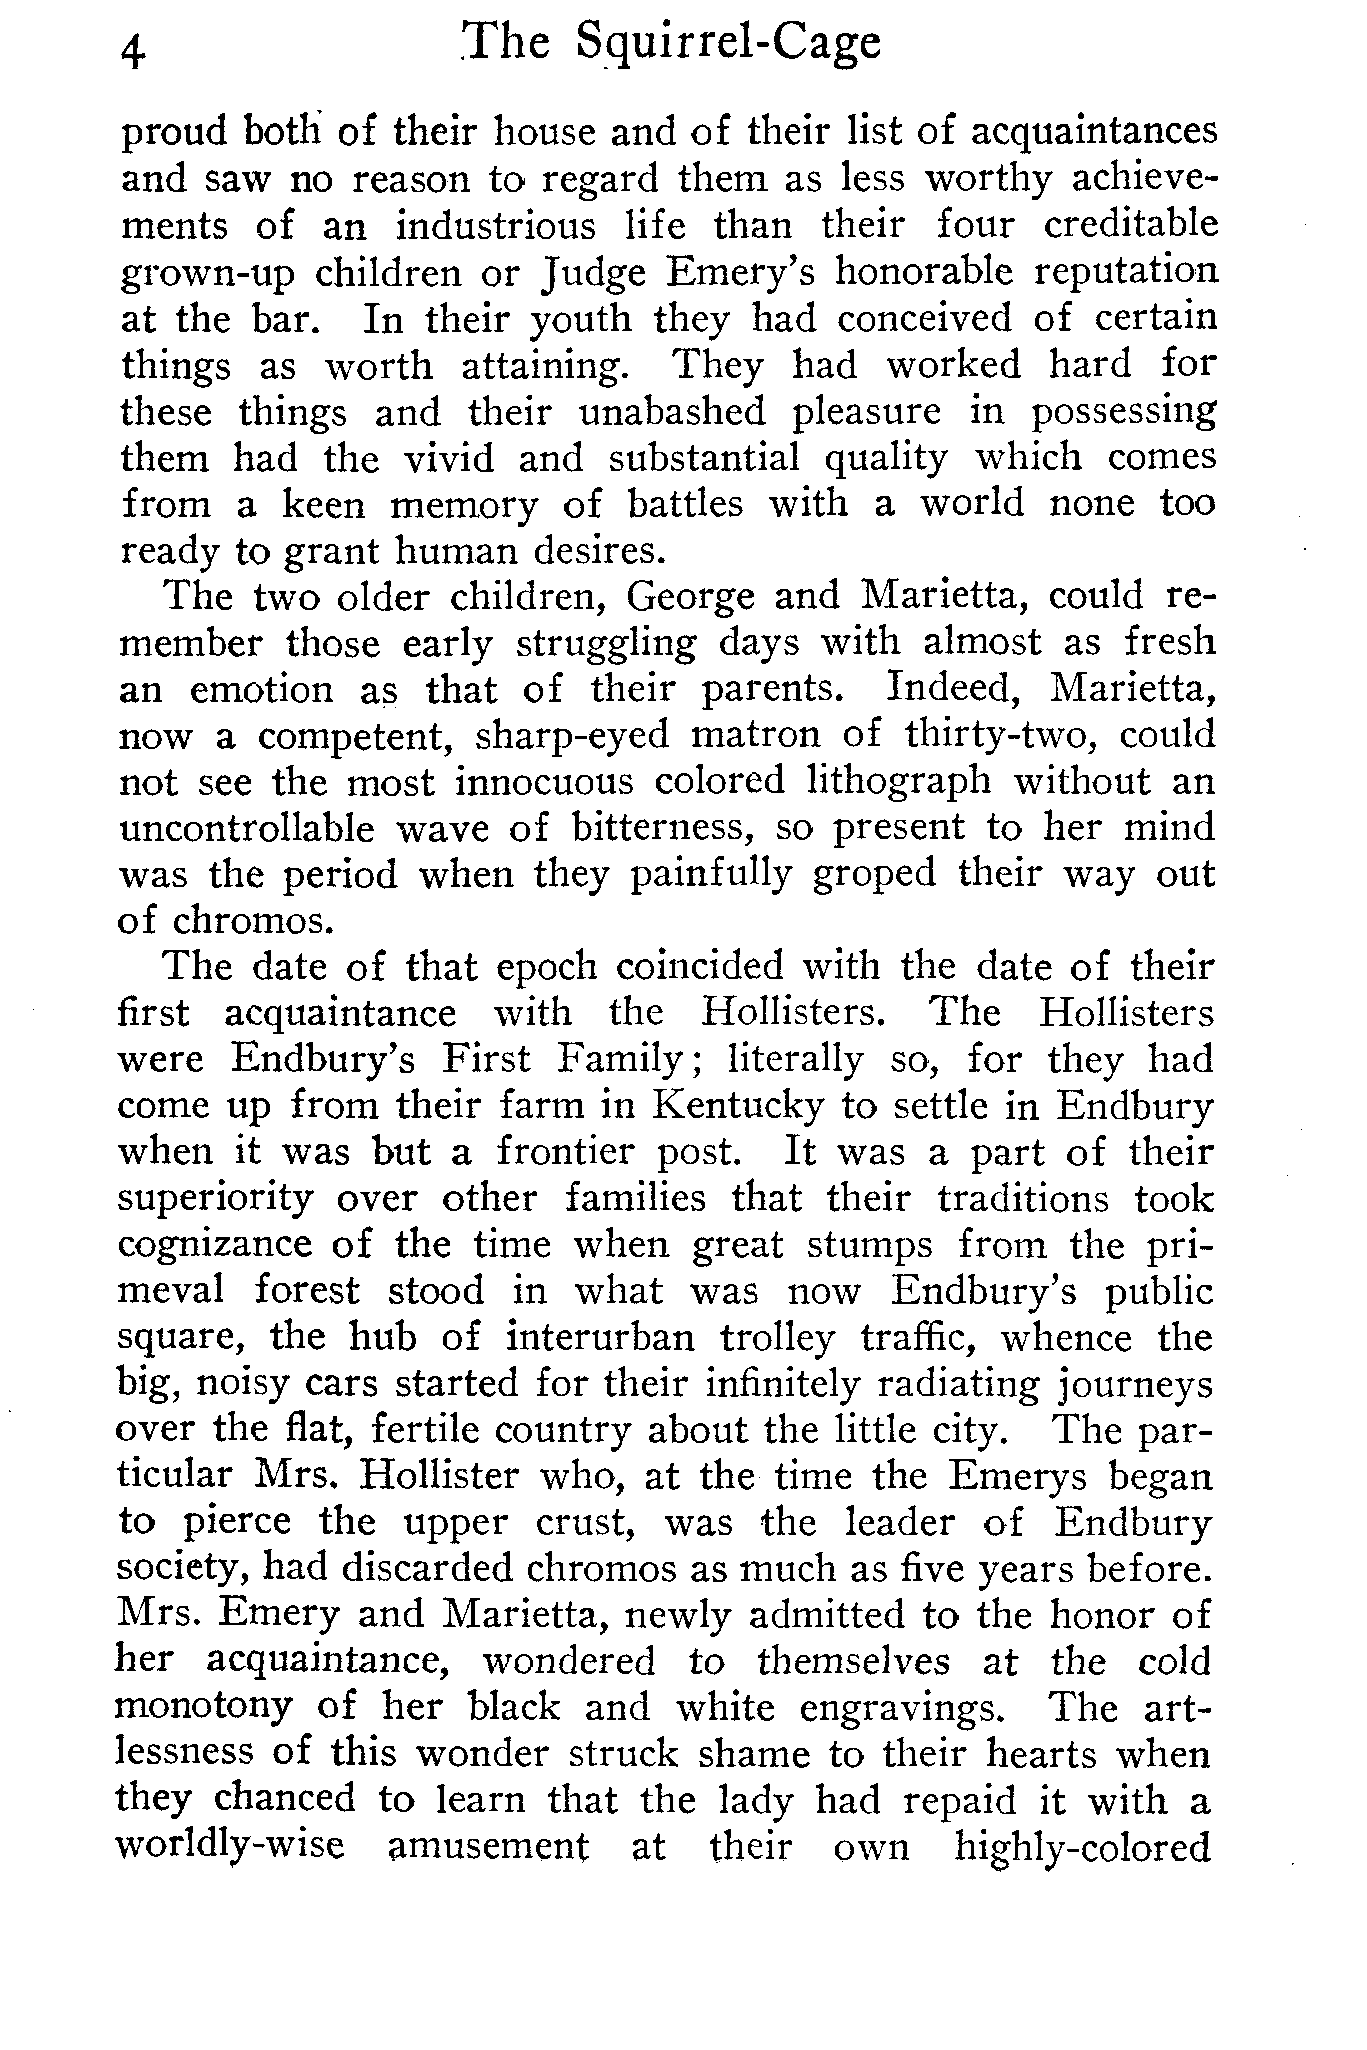 4 The Squirrel-Cage
proud both of their house and of their list of acquaintances
and saw no reason to regard them as less worthy achieve-
ments of an industrious life than their four creditable
grown-up children or Judge Emery's honorable reputation
at the bar. In their youth they had conceived of certain
things as worth attaining. They had worked hard for
these things and their unabashed pleasure in possessing
them had the vivid and substantial quality which comes
from a keen memory of battles with a world none too
ready to grant human desires.
The two older children, George and Marietta, could re-
member those early struggling days with almost as fresh
an emotion as that of their parents. Indeed, Marietta,
now a competent, sharp-eyed matron of thirty-two, could
not see the most innocuous colored lithograph without an
uncontrollable wave of bitterness, so present to her mind
was the period when they painfully groped their way out
of chromos.
The date of that epoch coincided with the date of their
first acquaintance with the Hollisters. The Hollisters
were Endbury's First Family; literally so, for they had
come up from their farm in Kentucky to settle in Endbury
when it was but a frontier post. It was a part of their
superiority over other families that their traditions took
cognizance of the time when great stumps from the pri-
meval forest stood in what was now Endbury's public
square, the hub of interurban trolley traffic, whence the
big, noisy cars started for their infinitely radiating journeys
over the flat, fertile country about the little city. The par-
ticular Mrs. Hollister who, at the time the Emerys began
to pierce the upper crust, was the leader of Endbury
society, had discarded chromos as much as five years before.
Mrs. Emery and Marietta, newly admitted to the honor of
her acquaintance, wondered to themselves at the cold
monotony of her black and white engravings. The art-
lessness of this wonder struck shame to their hearts when
they chanced to learn that the lady had repaid it with a
worldly-wise amusement at their own highly-colored